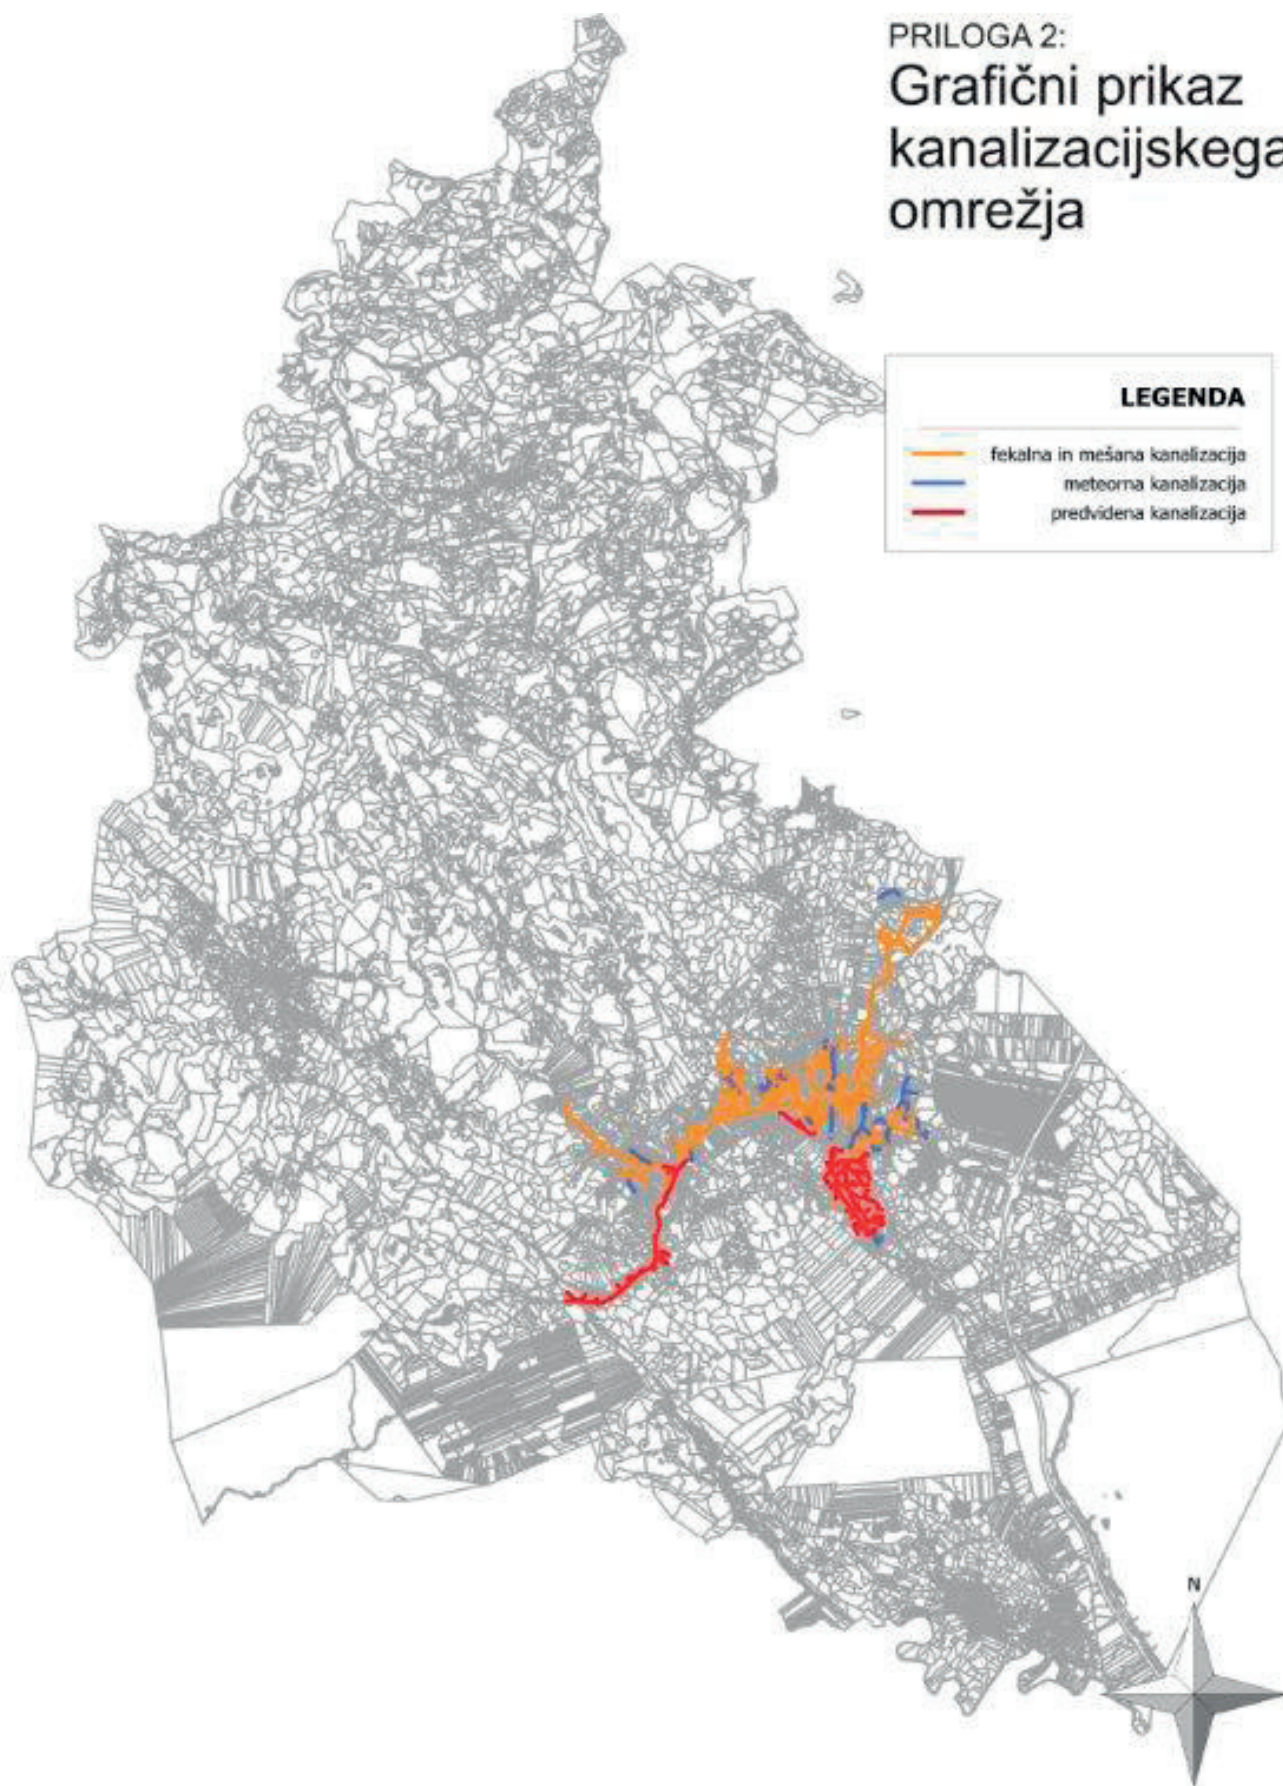 PRILOGA 2:
Grafični prikaz
kanalizacijskega
omrežja
LEGENDA
fekalna in mešana kanalizacija
meteorna kanalizacija
predvidena kanalizacija
N